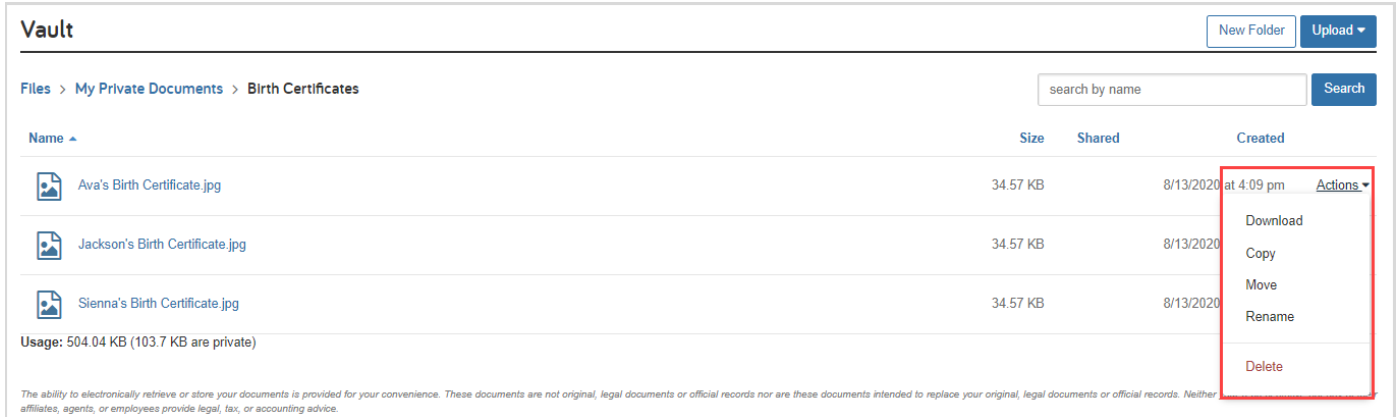 Vault
New Folder
Upload
Files > My Private Documents > Birth Certificates
search by name
Search
Name
Size
Shared
Created
Ava's Birth Certificate.jpg
34.57 KB
8/13/2020 at 4:09 pm
Actions
Download
Jackson's Birth Certificate.jpg
34.57 KB
8/13/2020
Copy
Move
Sienna's Birth Certificate.jpg
34.57 KB
8/13/2020
Rename
Usage: 504.04 KB (103.7 KB are private)
Delete
The ability to electronically retrieve or store your documents is provided for your convenience. These documents are not original, legal documents or official records nor are these documents intended to replace your original, legal documents or official records. Neither
affiliates, agents, or employees provide legal, tax, or accounting advice.